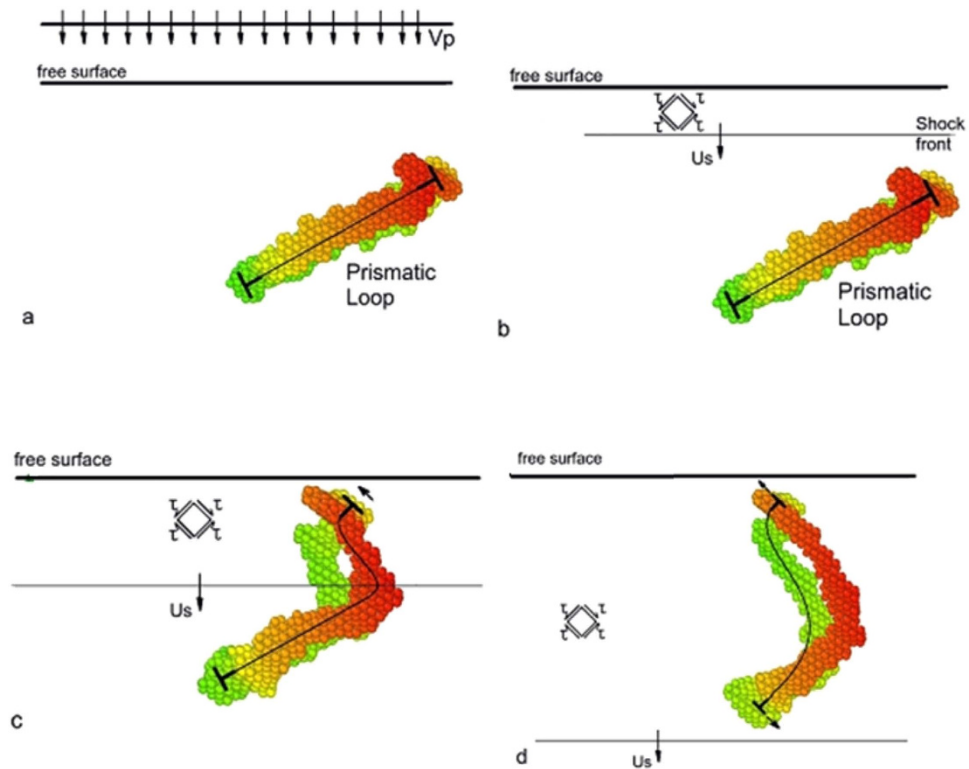 Vp
free surface
Prismatic
Loop
a
free surface
τ τ
τ τ
Shock
front
Us
Prismatic
Loop
b
free surface
τ τ
τ τ
Us
c
free surface
τ τ
τ τ
Us
d